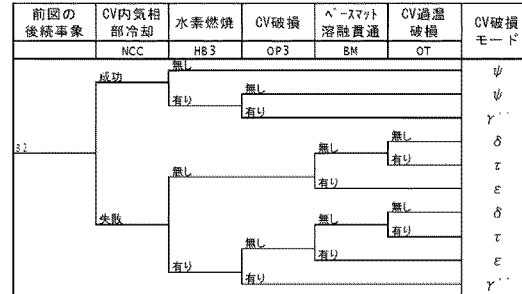 前図の後続事象 CV内気相部冷却 水素燃焼 CV破損 ベースマット溶融貫通 CV過温破損 CV破損モード
NCC HB3 OP3 BM OT
無し ψ
成功
無し ψ
有り
有り γ''
無し δ
無し
有り τ
無し
有り ε
失敗
無し δ
無し
有り τ
無し
有り ε
有り
有り γ''